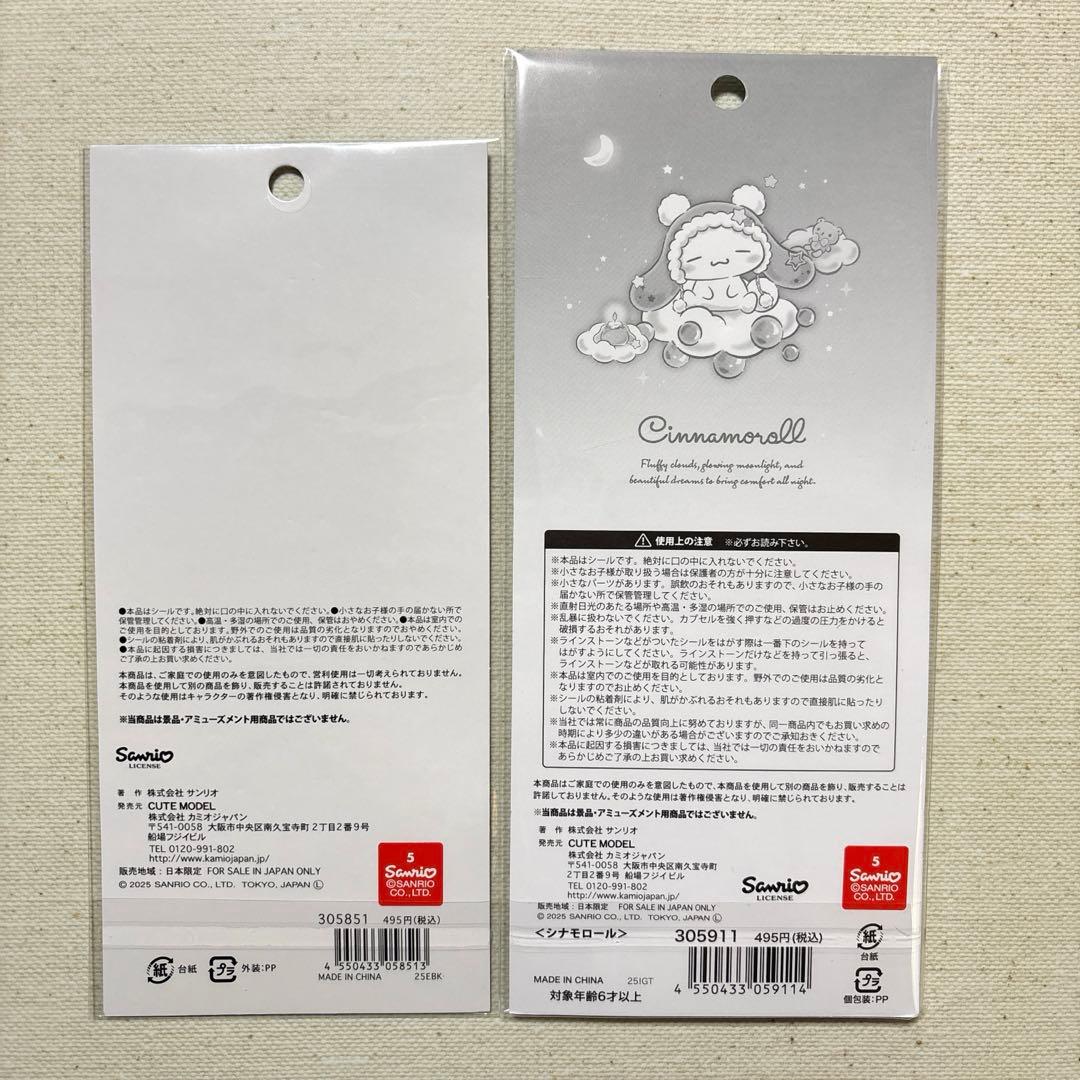 ●本品はシールです。絶対に口の中に入れないでください。●小さなお子様の手の届かない所で
保管管理してください。●高温・多湿の場所でのご使用、保管はおやめください。●本品は室内での
ご使用を目的としております。野外でのご使用は品質の劣化となりますのでおやめください。
●シールの粘着剤により、肌がかぶれるおそれもありますので直接肌に貼ったりしないでください。
●本品に起因する損害につきましては、当社では一切の責任をおいかねますのであらかじめ
ご了承の上お買い求めください。
本商品は、ご家庭での使用のみを意図したもので、営利使用は一切考えられておりません。
本商品を使用して別の商品を飾り、販売することは許諾されておりません。
そのような使用はキャラクターの著作権侵害となり、明確に禁じられております。
※当商品は景品・アミューズメント用商品ではございません。
Sanrio
LICENSE
著 作 株式会社 サンリオ
発売元 CUTE MODEL
株式会社 カミオジャパン
〒541-0058 大阪市中央区南久宝寺町 2丁目2番9号
船場フジイビル
TEL 0120-991-802
http://www.kamiojapan.jp/
販売地域：日本限定 FOR SALE IN JAPAN ONLY
© 2025 SANRIO CO., LTD. TOKYO, JAPAN Ⓛ
5
Sanrio
©SANRIO
CO.,LTD.
305851 495円(税込)
紙 台紙 プラ 外装:PP
4 550433 058513
MADE IN CHINA 25EBK
Cinnamoroll
Fluffy clouds, glowing moonlight, and
beautiful dreams to bring comfort all night.
使用上の注意 ※必ずお読み下さい。
※本品はシールです。絶対に口の中に入れないでください。
※小さなお子様が取り扱う場合は保護者の方が十分に注意してください。
※小さなパーツがあります。誤飲のおそれもありますので、小さなお子様の手の
届かない所で保管管理してください。
※直射日光のあたる場所や高温・多湿の場所でのご使用、保管はお止めください。
※乱暴に扱わないでください。カプセルを強く押すなどの過度の圧力をかけると
破損するおそれがあります。
※ラインストーンなどがついたシールをはがす際は一番下のシールを持って
はがすようにしてください。ラインストーンだけなどを持って引っ張ると、
ラインストーンなどが取れる可能性があります。
※本品は室内でのご使用を目的としております。野外でのご使用は品質の劣化と
なりますのでお止めください。
※シールの粘着剤により、肌がかぶれるおそれもありますので直接肌に貼ったり
しないでください。
※当社では常に商品の品質向上に努めておりますが、同一商品内でもお買い求めの
時期により多少の違いがある場合がございますのでご承知おきください。
※本品に起因する損害につきましては、当社では一切の責任をおいかねますので
あらかじめご了承の上お買い求めください。
本商品はご家庭での使用のみを意図したもので、本商品を使用して別の商品を飾り、販売することは
許諾しておりません。そのような使用は著作権侵害となり、明確に禁じられております。
※当商品は景品・アミューズメント用商品ではございません。
著 作 株式会社 サンリオ
発売元 CUTE MODEL
株式会社 カミオジャパン
〒541-0058 大阪市中央区南久宝寺町
2丁目2番9号 船場フジイビル
TEL 0120-991-802
http://www.kamiojapan.jp/
販売地域：日本限定 FOR SALE IN JAPAN ONLY
© 2025 SANRIO CO., LTD. TOKYO, JAPAN Ⓛ
Sanrio
LICENSE
5
Sanrio
©SANRIO
CO.,LTD.
<シナモロール> 305911 495円(税込)
紙
台紙
プラ
個包装:PP
MADE IN CHINA 25IGT
4 550433 059114
対象年齢6才以上